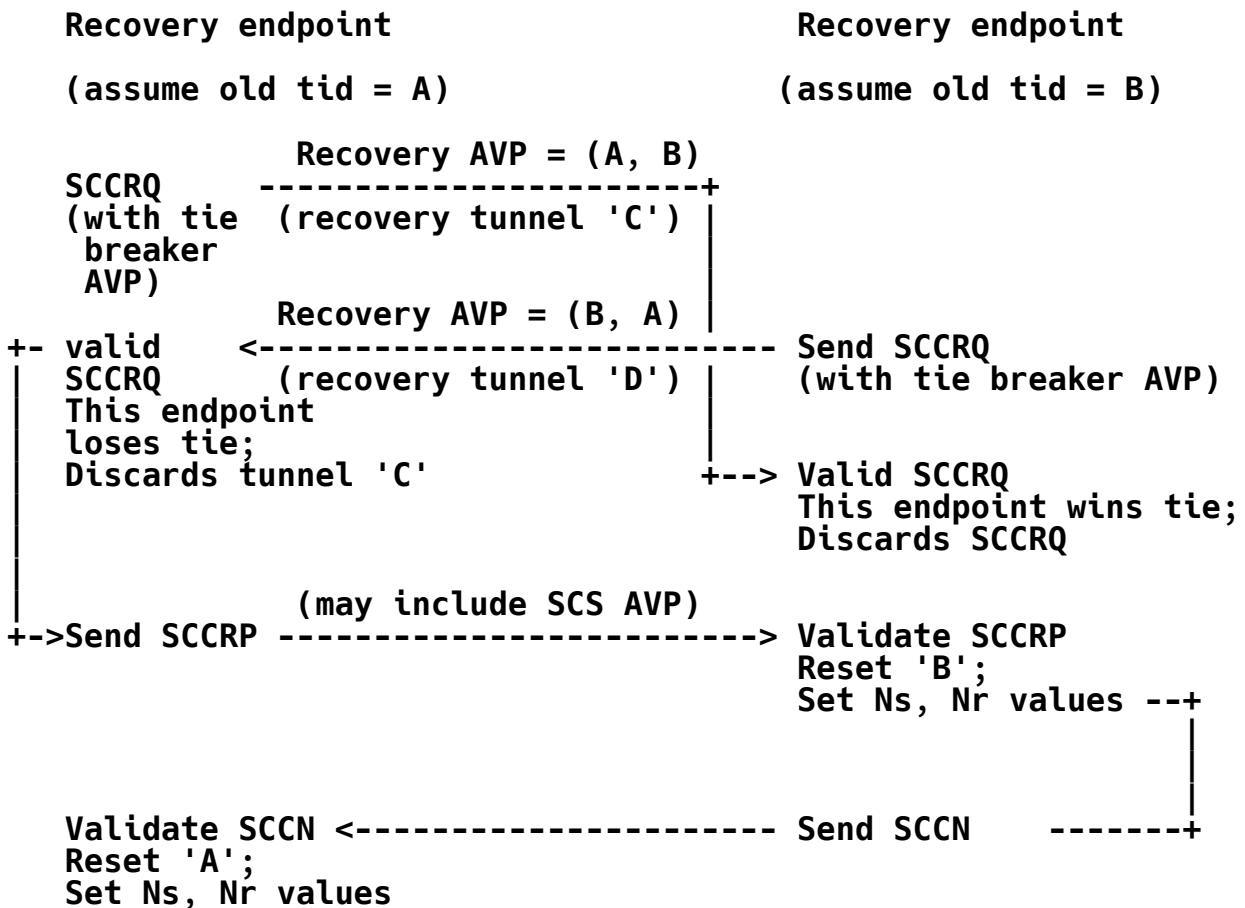 Recovery endpoint                     Recovery endpoint
(assume old tid = A)                 (assume old tid = B)
Recovery AVP = (A, B)
SCCRQ     -----------------------+
(with tie  (recovery tunnel 'C') |
breaker                         |
AVP)                            |
Recovery AVP = (B, A) |
+- valid    <--------------------------- Send SCCRQ
|  SCCRQ      (recovery tunnel 'D') |    (with tie breaker AVP)
|  This endpoint                    |
|  loses tie;                       |
|  Discards tunnel 'C'              +--> Valid SCCRQ
|                                        This endpoint wins tie;
|                                        Discards SCCRQ
|
|              (may include SCS AVP)
+->Send SCCRP -------------------------> Validate SCCRP
Reset 'B';
Set Ns, Nr values --+
|
|
|
Validate SCCN <---------------------- Send SCCN    -------+
Reset 'A';
Set Ns, Nr values